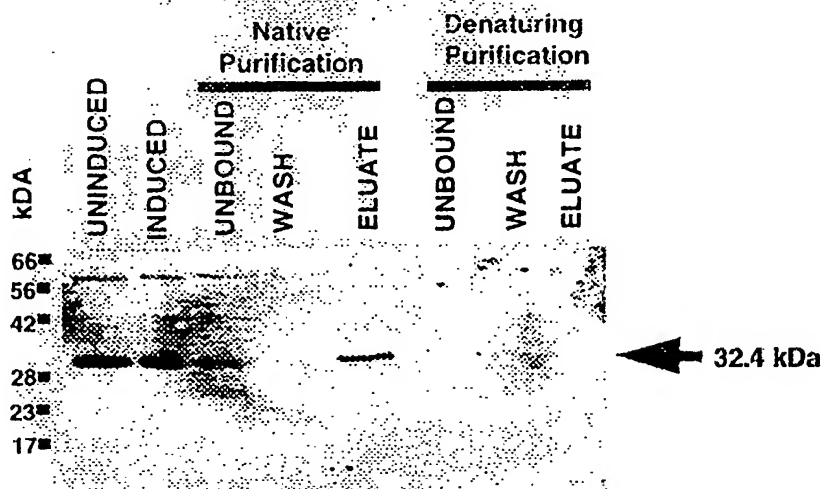 Native
Purification
Denaturing
Purification
kDA
UNINDUCED
INDUCED
UNBOUND
WASH
ELUATE
UNBOUND
WASH
ELUATE
66
56
42
28
23
17
32.4 kDa